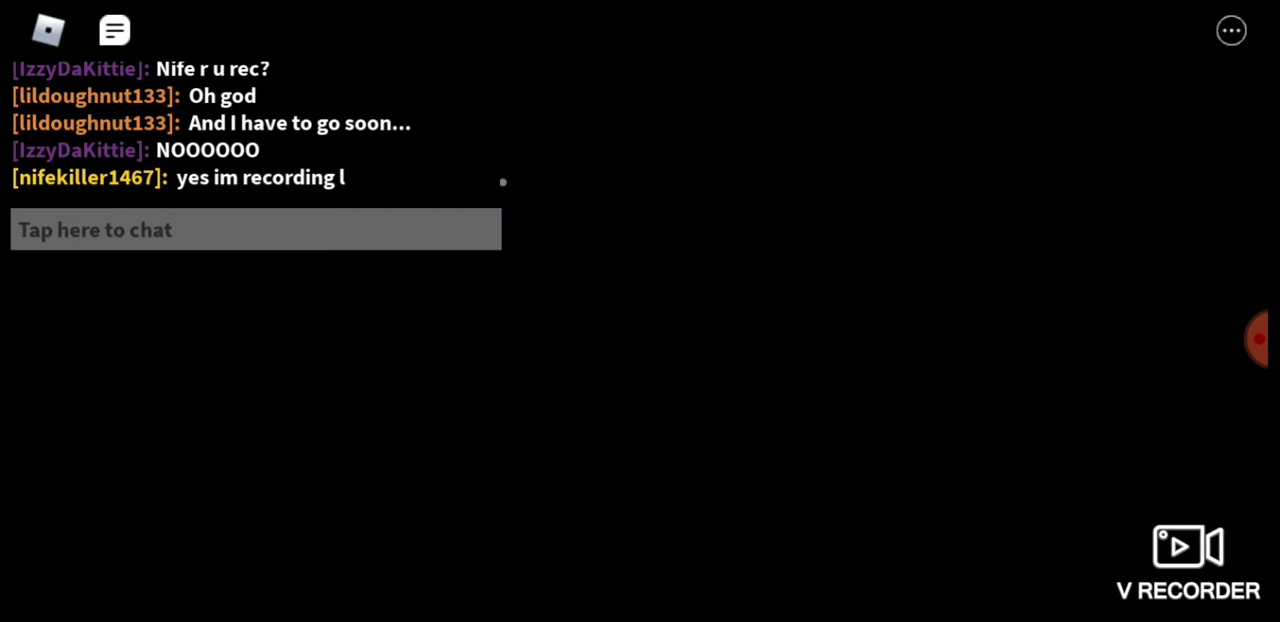 [IzzyDaKittie]: Nife r u rec?
[lildoughnut133]: Oh god
[lildoughnut133]: And I have to go soon...
[IzzyDaKittie]: NOOOOOO
[nifekiller1467]: yes im recording l
Tap here to chat
V RECORDER